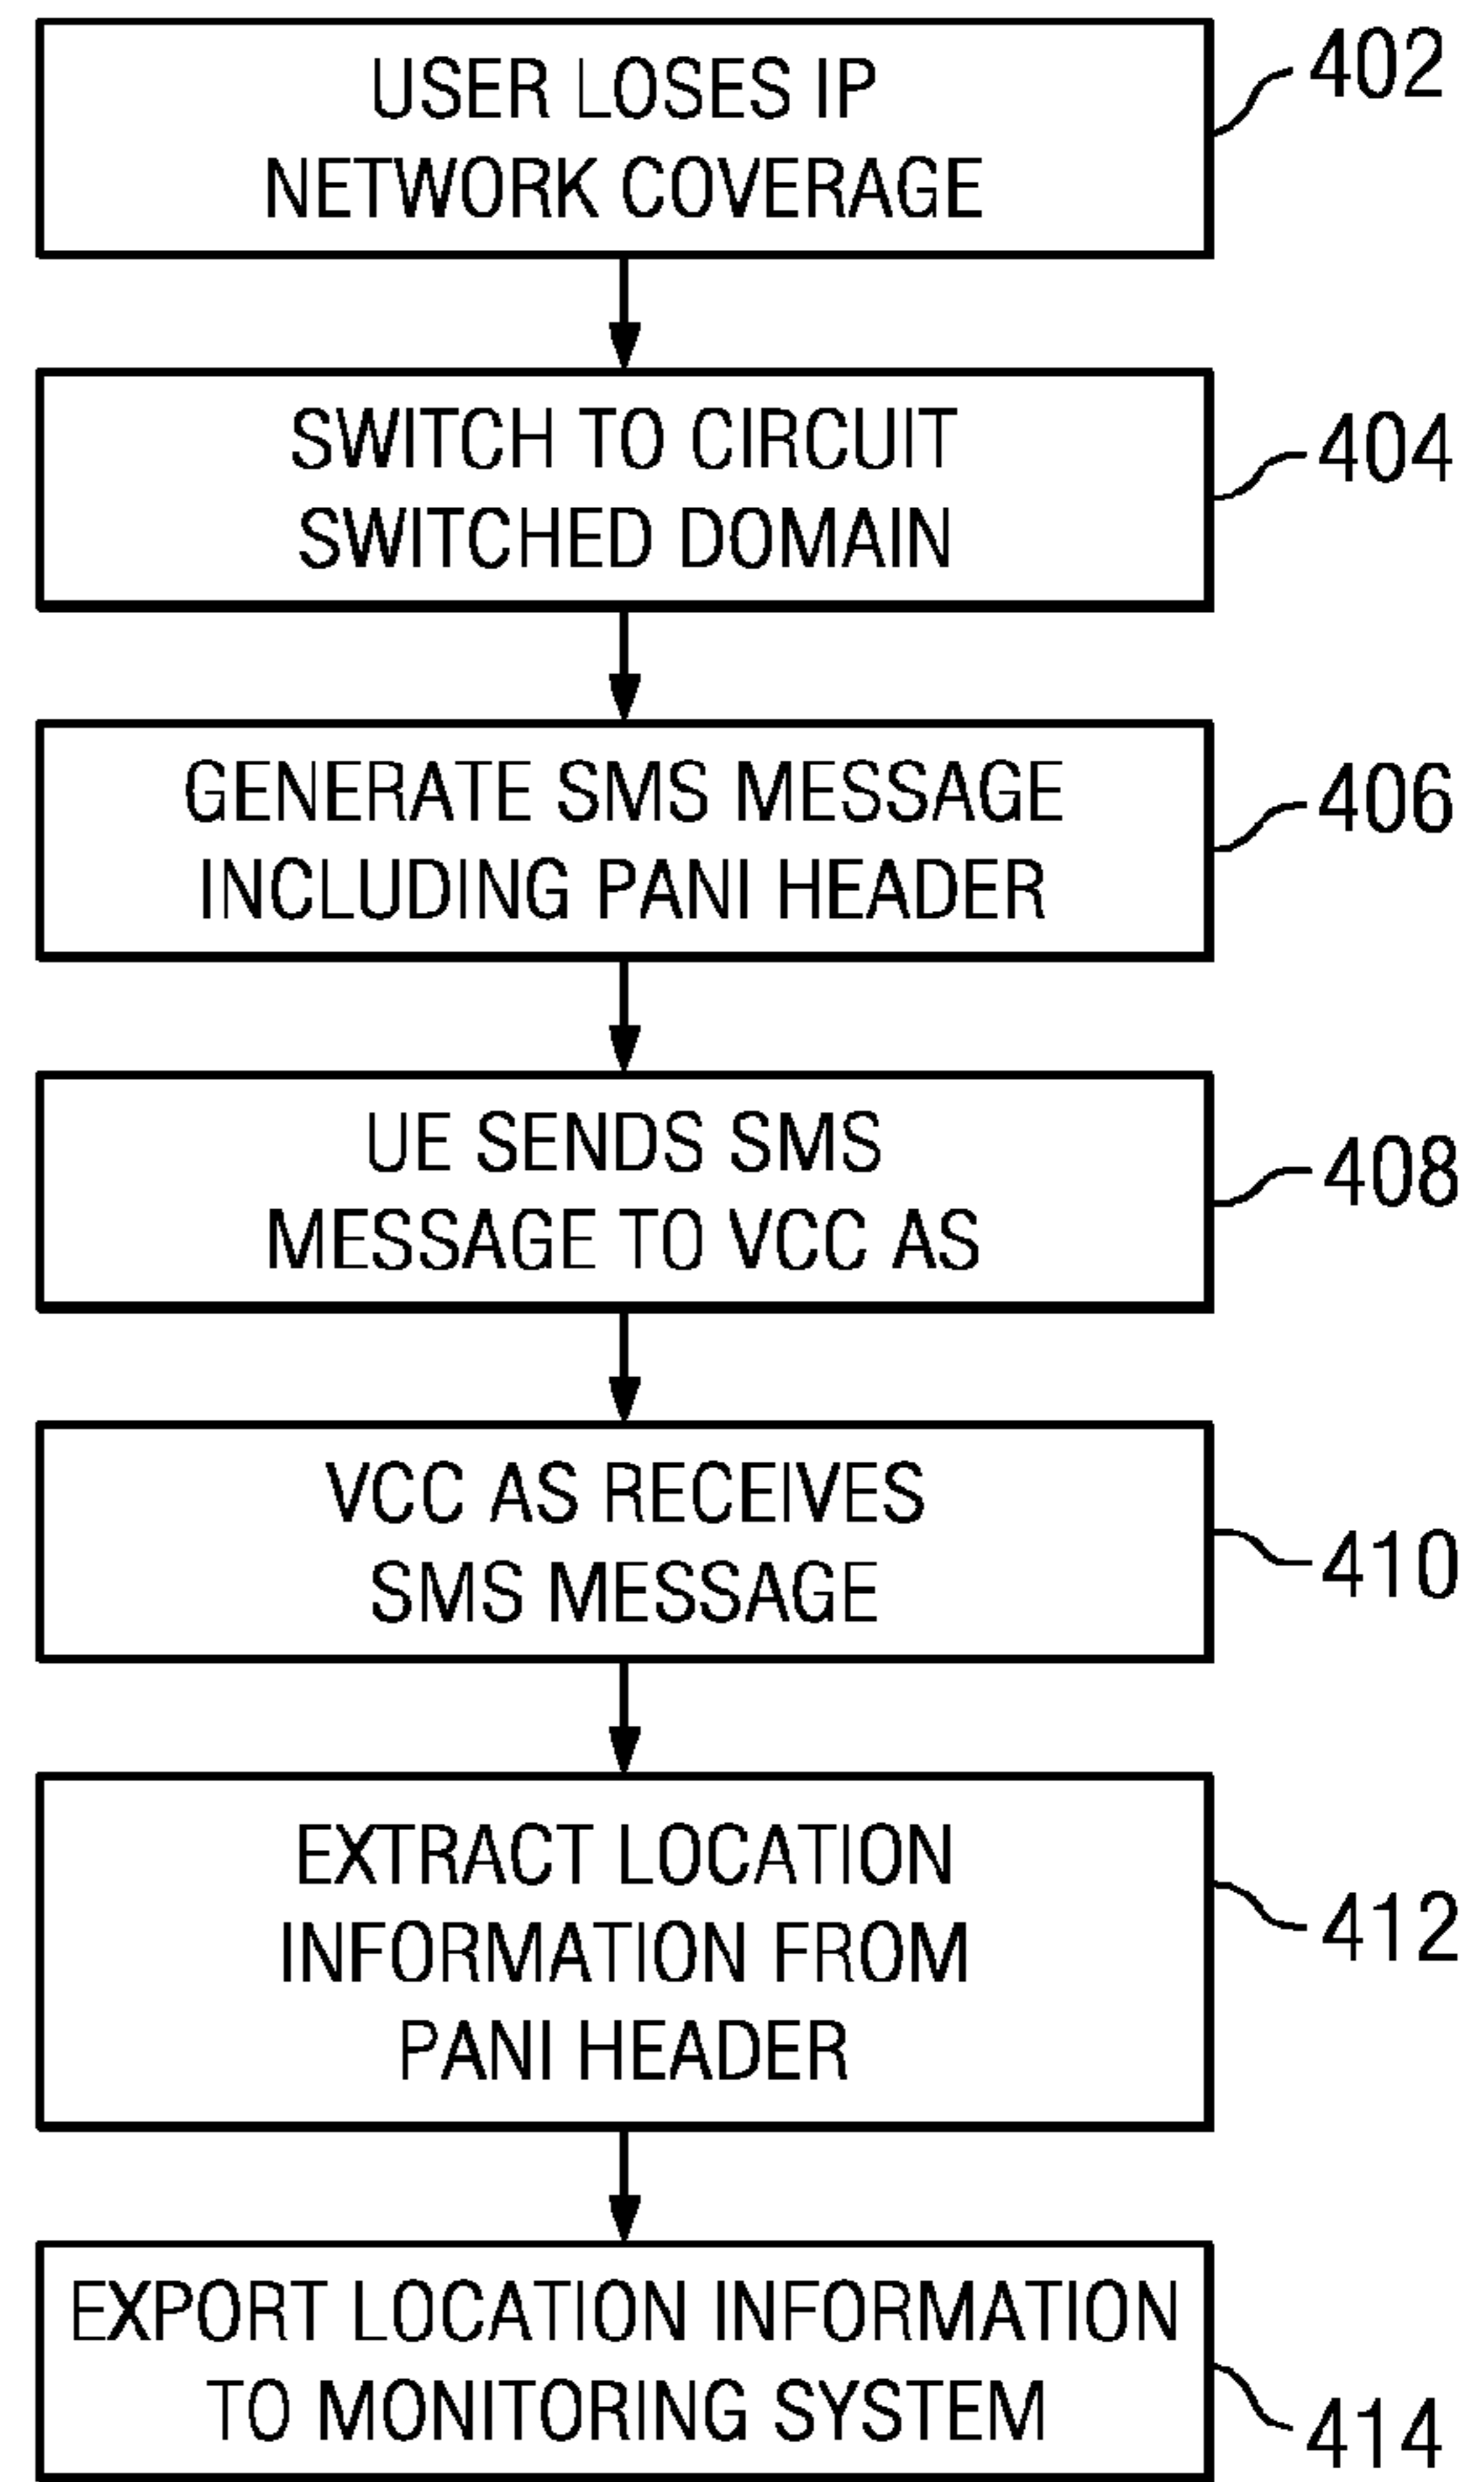 USER LOSES IP
NETWORK COVERAGE
402
SWITCH TO CIRCUIT
SWITCHED DOMAIN
404
GENERATE SMS MESSAGE
INCLUDING PANI HEADER
406
UE SENDS SMS
MESSAGE TO VCC AS
408
VCC AS RECEIVES
SMS MESSAGE
410
EXTRACT LOCATION
INFORMATION FROM
PANI HEADER
412
EXPORT LOCATION INFORMATION
TO MONITORING SYSTEM
414